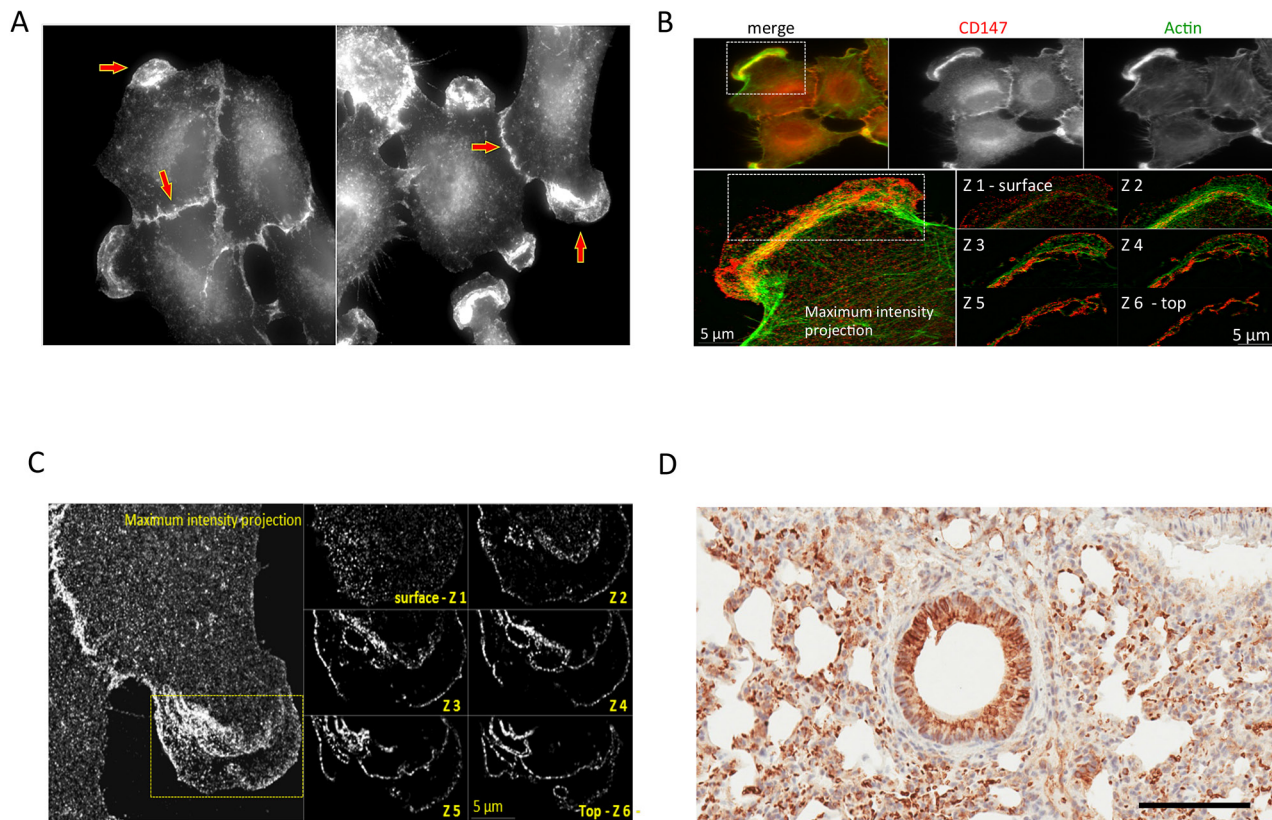 A
B
merge
CD147
Actin
Z 1 - surface
Z 2
Z 3
Z 4
Z 5
Z 6 - top
Maximum intensity
projection
5 µm
5 µm
C
Maximum intensity projection
surface - Z 1
Z 2
Z 3
Z 4
Z 5
5 µm
Top - Z 6 -
D